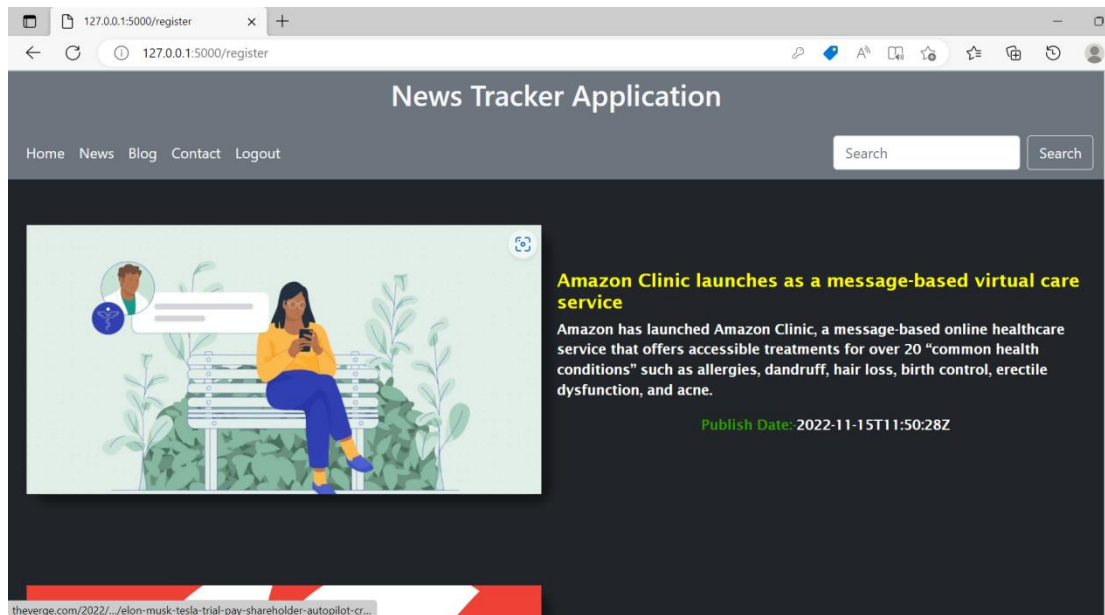 127.0.0.1:5000/register
127.0.0.1:5000/register
News Tracker Application
Home News Blog Contact Logout
Search
Search
Amazon Clinic launches as a message-based virtual care
service
Amazon has launched Amazon Clinic, a message-based online healthcare
service that offers accessible treatments for over 20 “common health
conditions” such as allergies, dandruff, hair loss, birth control, erectile
dysfunction, and acne.
Publish Date:-2022-11-15T11:50:28Z
theverge.com/2022/.../elon-musk-tesla-trial-pay-shareholder-autopilot-cr...